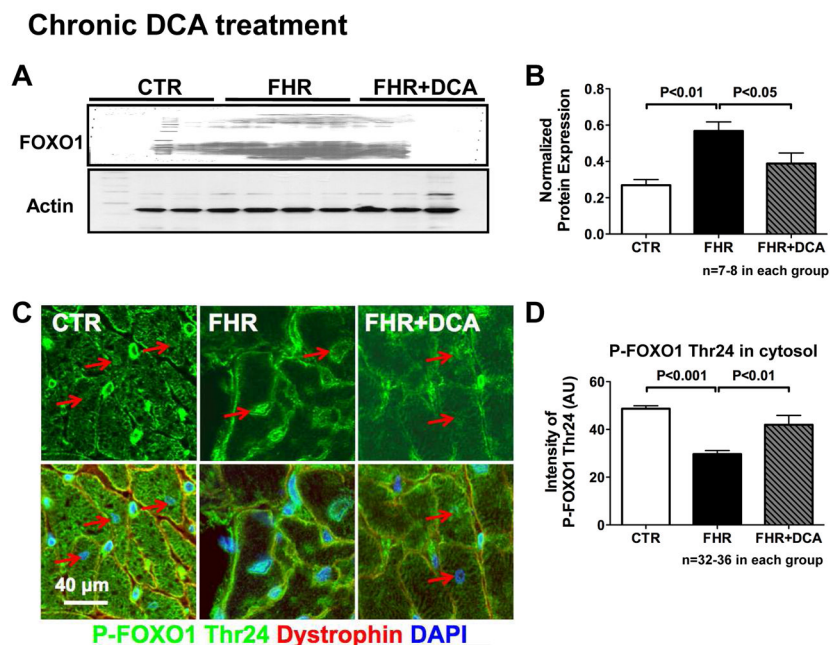 Chronic DCA treatment
A
CTR FHR FHR+DCA
FOXO1
Actin
B
Normalized
Protein Expression
0.8
0.6
0.4
0.2
0.0
P<0.01 P<0.05
CTR FHR FHR+DCA
n=7-8 in each group
C
CTR FHR FHR+DCA
40 µm
P-FOXO1 Thr24 Dystrophin DAPI
D
P-FOXO1 Thr24 in cytosol
Intensity of
P-FOXO1 Thr24 (AU)
P<0.001 P<0.01
60
40
20
0
CTR FHR FHR+DCA
n=32-36 in each group